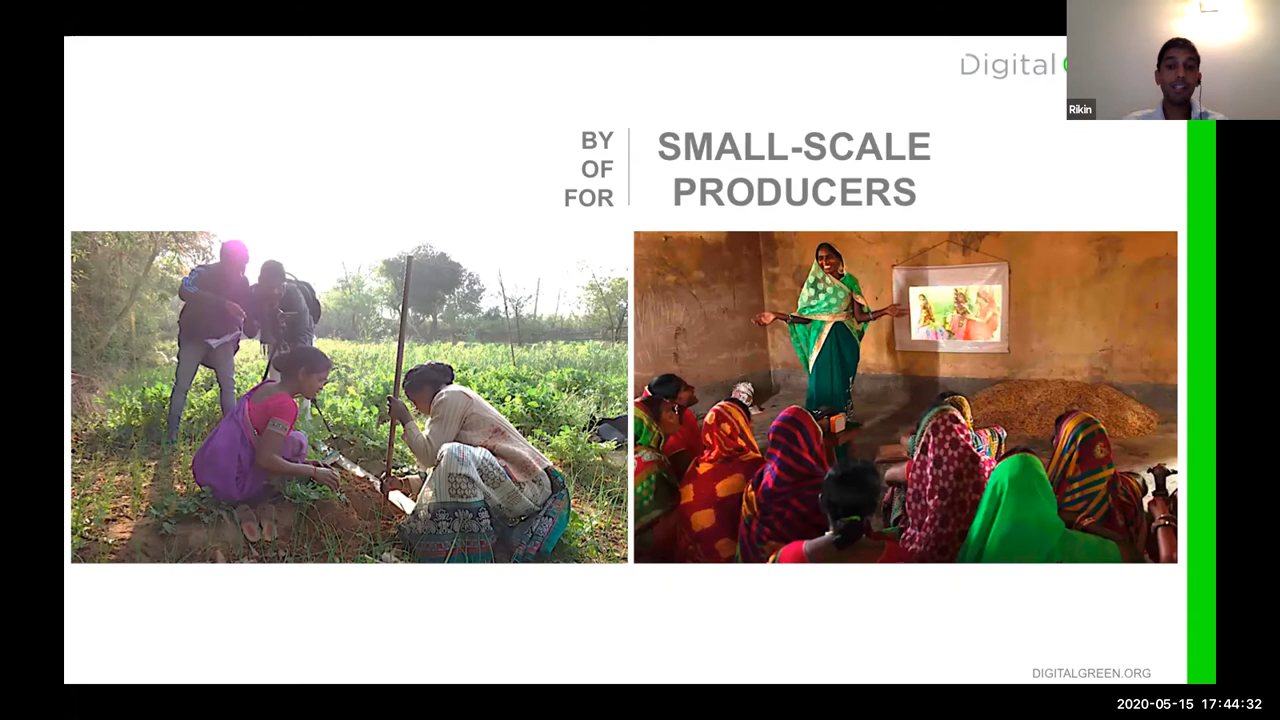 Digital
Rikin
BY
OF
FOR
SMALL-SCALE
PRODUCERS
DIGITALGREEN.ORG
2020-05-15 17:44:32